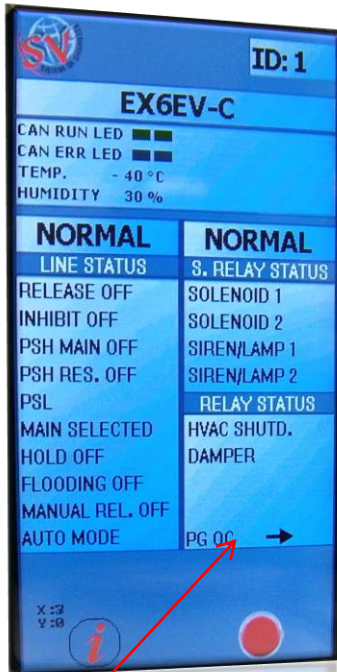 SV
ID: 1
EX6EV-C
CAN RUN LED
CAN ERR LED
TEMP. - 40 °C
HUMIDITY 30 %
NORMAL
LINE STATUS
RELEASE OFF
INHIBIT OFF
PSH MAIN OFF
PSH RES. OFF
PSL
MAIN SELECTED
HOLD OFF
FLOODING OFF
MANUAL REL. OFF
AUTO MODE
NORMAL
S. RELAY STATUS
SOLENOID 1
SOLENOID 2
SIREN/LAMP 1
SIREN/LAMP 2
RELAY STATUS
HVAC SHUTD.
DAMPER
PG OC →
X:3
Y:0
i